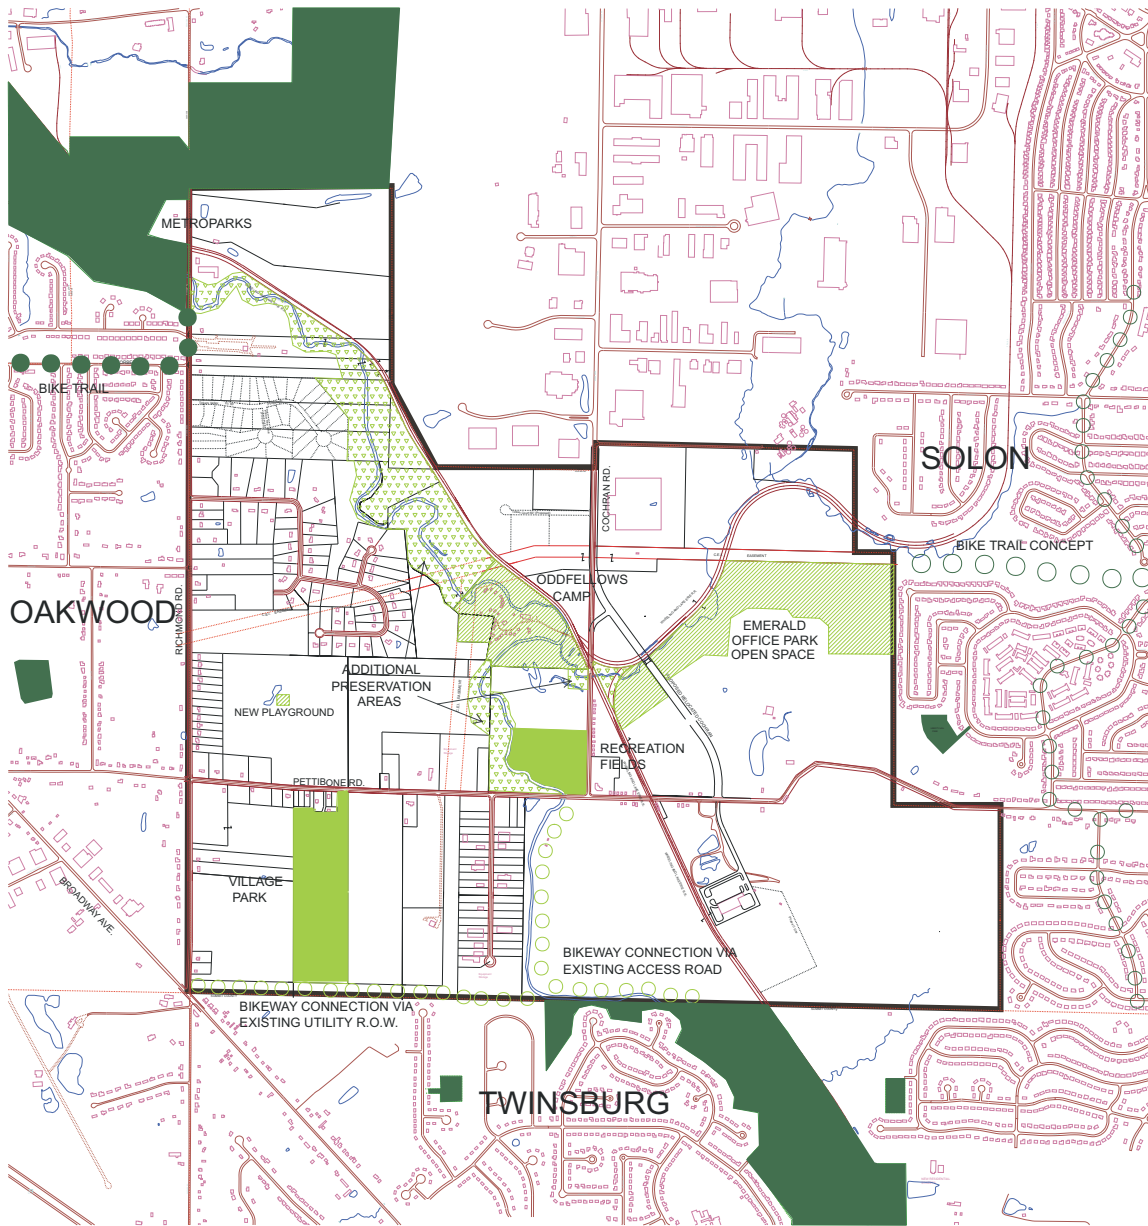 METROPARKS
BIKE TRAIL
SOLON
COCHRAN RD.
BIKE TRAIL CONCEPT
EASEMENT
ODDFELLOWS
CAMP
OAKWOOD
RICHMOND RD.
EMERALD
OFFICE PARK
OPEN SPACE
ADDITIONAL
PRESERVATION
AREAS
NEW PLAYGROUND
RECREATION
FIELDS
PETTIBONE RD.
VILLAGE
PARK
BROADWAY AVE.
BIKEWAY CONNECTION VIA
EXISTING ACCESS ROAD
BIKEWAY CONNECTION VIA
EXISTING UTILITY R.O.W.
TWINSBURG